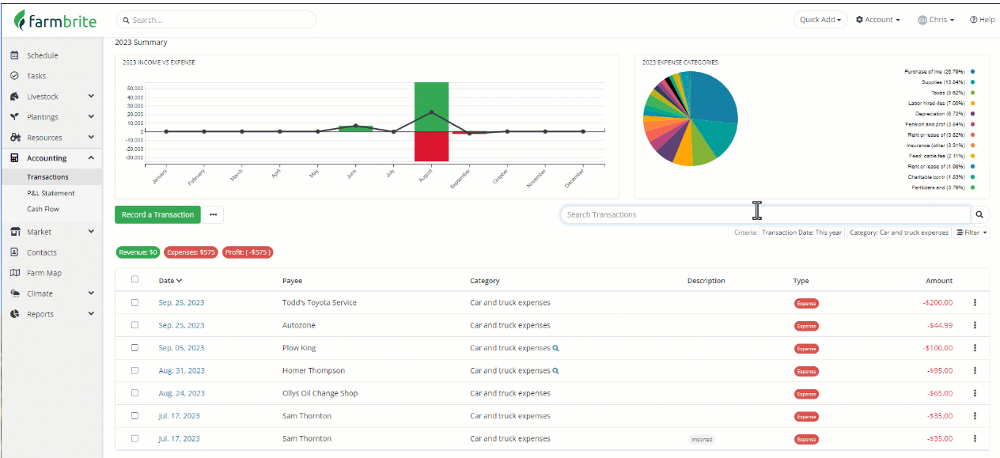 farmbrite
Search...
Quick Add
Account
CH Chris
Help
Schedule
Tasks
Livestock
Plantings
Resources
Accounting
Transactions
P&L Statement
Cash Flow
Market
Contacts
Farm Map
Climate
Reports
2023 Summary
2023 INCOME VS EXPENSE
50,000
40,000
30,000
20,000
10,000
0
-10,000
-20,000
-30,000
January
February
March
April
May
June
July
August
September
October
November
December
2023 EXPENSE CATEGORIES
Purchase of live (26.70%)
Supplies (13.84%)
Taxes (8.62%)
Labor hired (les (7.00%)
Depreciation (6.72%)
Pension and prof (3.84%)
Rent or lease of (3.82%)
Insurance (other (3.31%)
Feed: cattle fee (2.11%)
Rent or lease of (1.98%)
Charitable contr (1.83%)
Fertilizers and (3.79%)
Record a Transaction
Search Transactions
Criteria: Transaction Date: This year Category: Car and truck expenses Filter
Revenue: $0 Expenses: $575 Profit: ( -$575 )
Date Payee Category Description Type Amount
Sep. 25, 2023 Todd's Toyota Service Car and truck expenses Expense -$200.00
Sep. 25, 2023 Autozone Car and truck expenses Expense -$44.99
Sep. 05, 2023 Plow King Car and truck expenses Expense -$100.00
Aug. 31, 2023 Homer Thompson Car and truck expenses Expense -$95.00
Aug. 24, 2023 Ollys Oil Change Shop Car and truck expenses Expense -$65.00
Jul. 17, 2023 Sam Thornton Car and truck expenses Expense -$35.00
Jul. 17, 2023 Sam Thornton Car and truck expenses imported Expense -$35.00